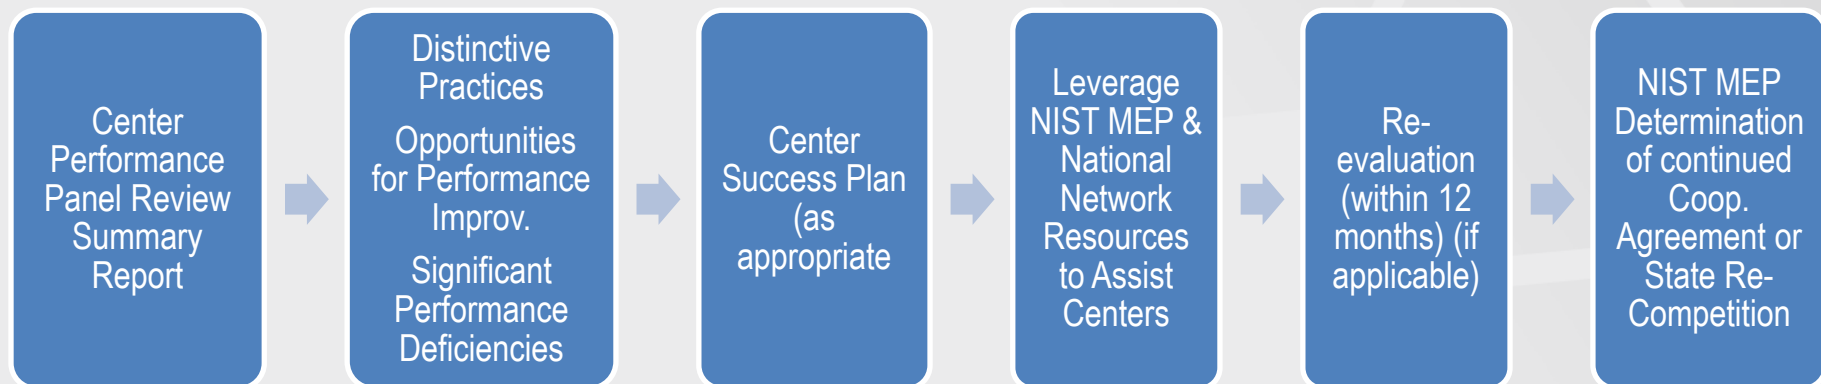 Center
Performance
Panel Review
Summary
Report
Distinctive
Practices
Opportunities
for Performance
Improv.
Significant
Performance
Deficiencies
Center
Success Plan
(as
appropriate
Leverage
NIST MEP &
National
Network
Resources
to Assist
Centers
Re-
evaluation
(within 12
months) (if
applicable)
NIST MEP
Determination
of continued
Coop.
Agreement or
State Re-
Competition